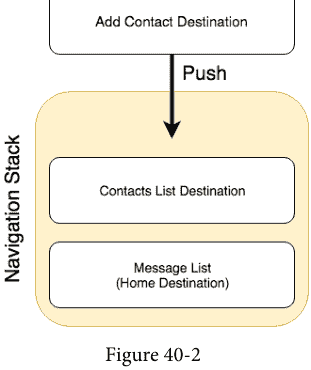 Add Contact Destination
Push
Navigation Stack
Contacts List Destination
Message List
(Home Destination)
Figure 40-2